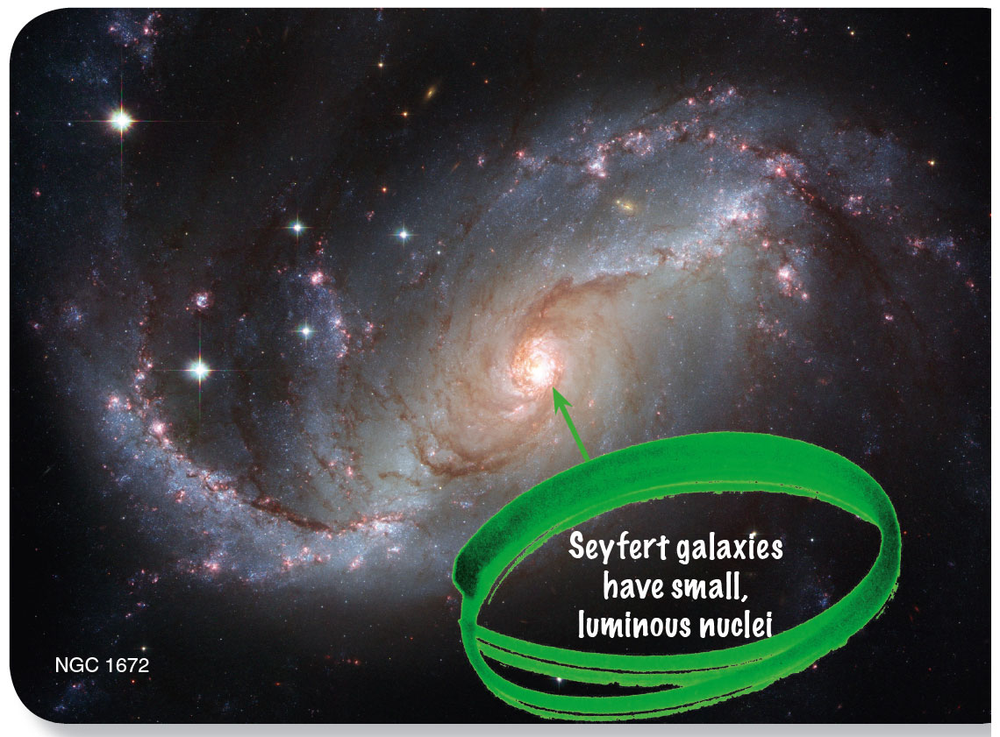 Seyfert galaxies
have small,
luminous nuclei
NGC 1672